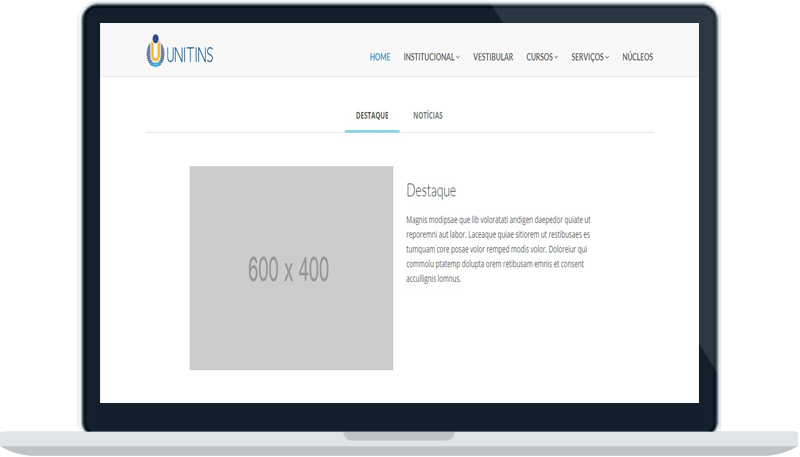 UNITINS
HOME INSTITUCIONAL VESTIBULAR CURSOS SERVIÇOS NÚCLEOS
DESTAQUE NOTÍCIAS
600 x 400
Destaque
Magnis modipsae que lib voloratati andigen daepedor quiate ut
reporemni aut labor. Laceaque quiae sitiorem ut restibusaes es
tumquam core posae volor remped modis volor. Doloreiur qui
commolu ptatemp dolupta orem retibusam emnis et consent
accullignis lomnus.